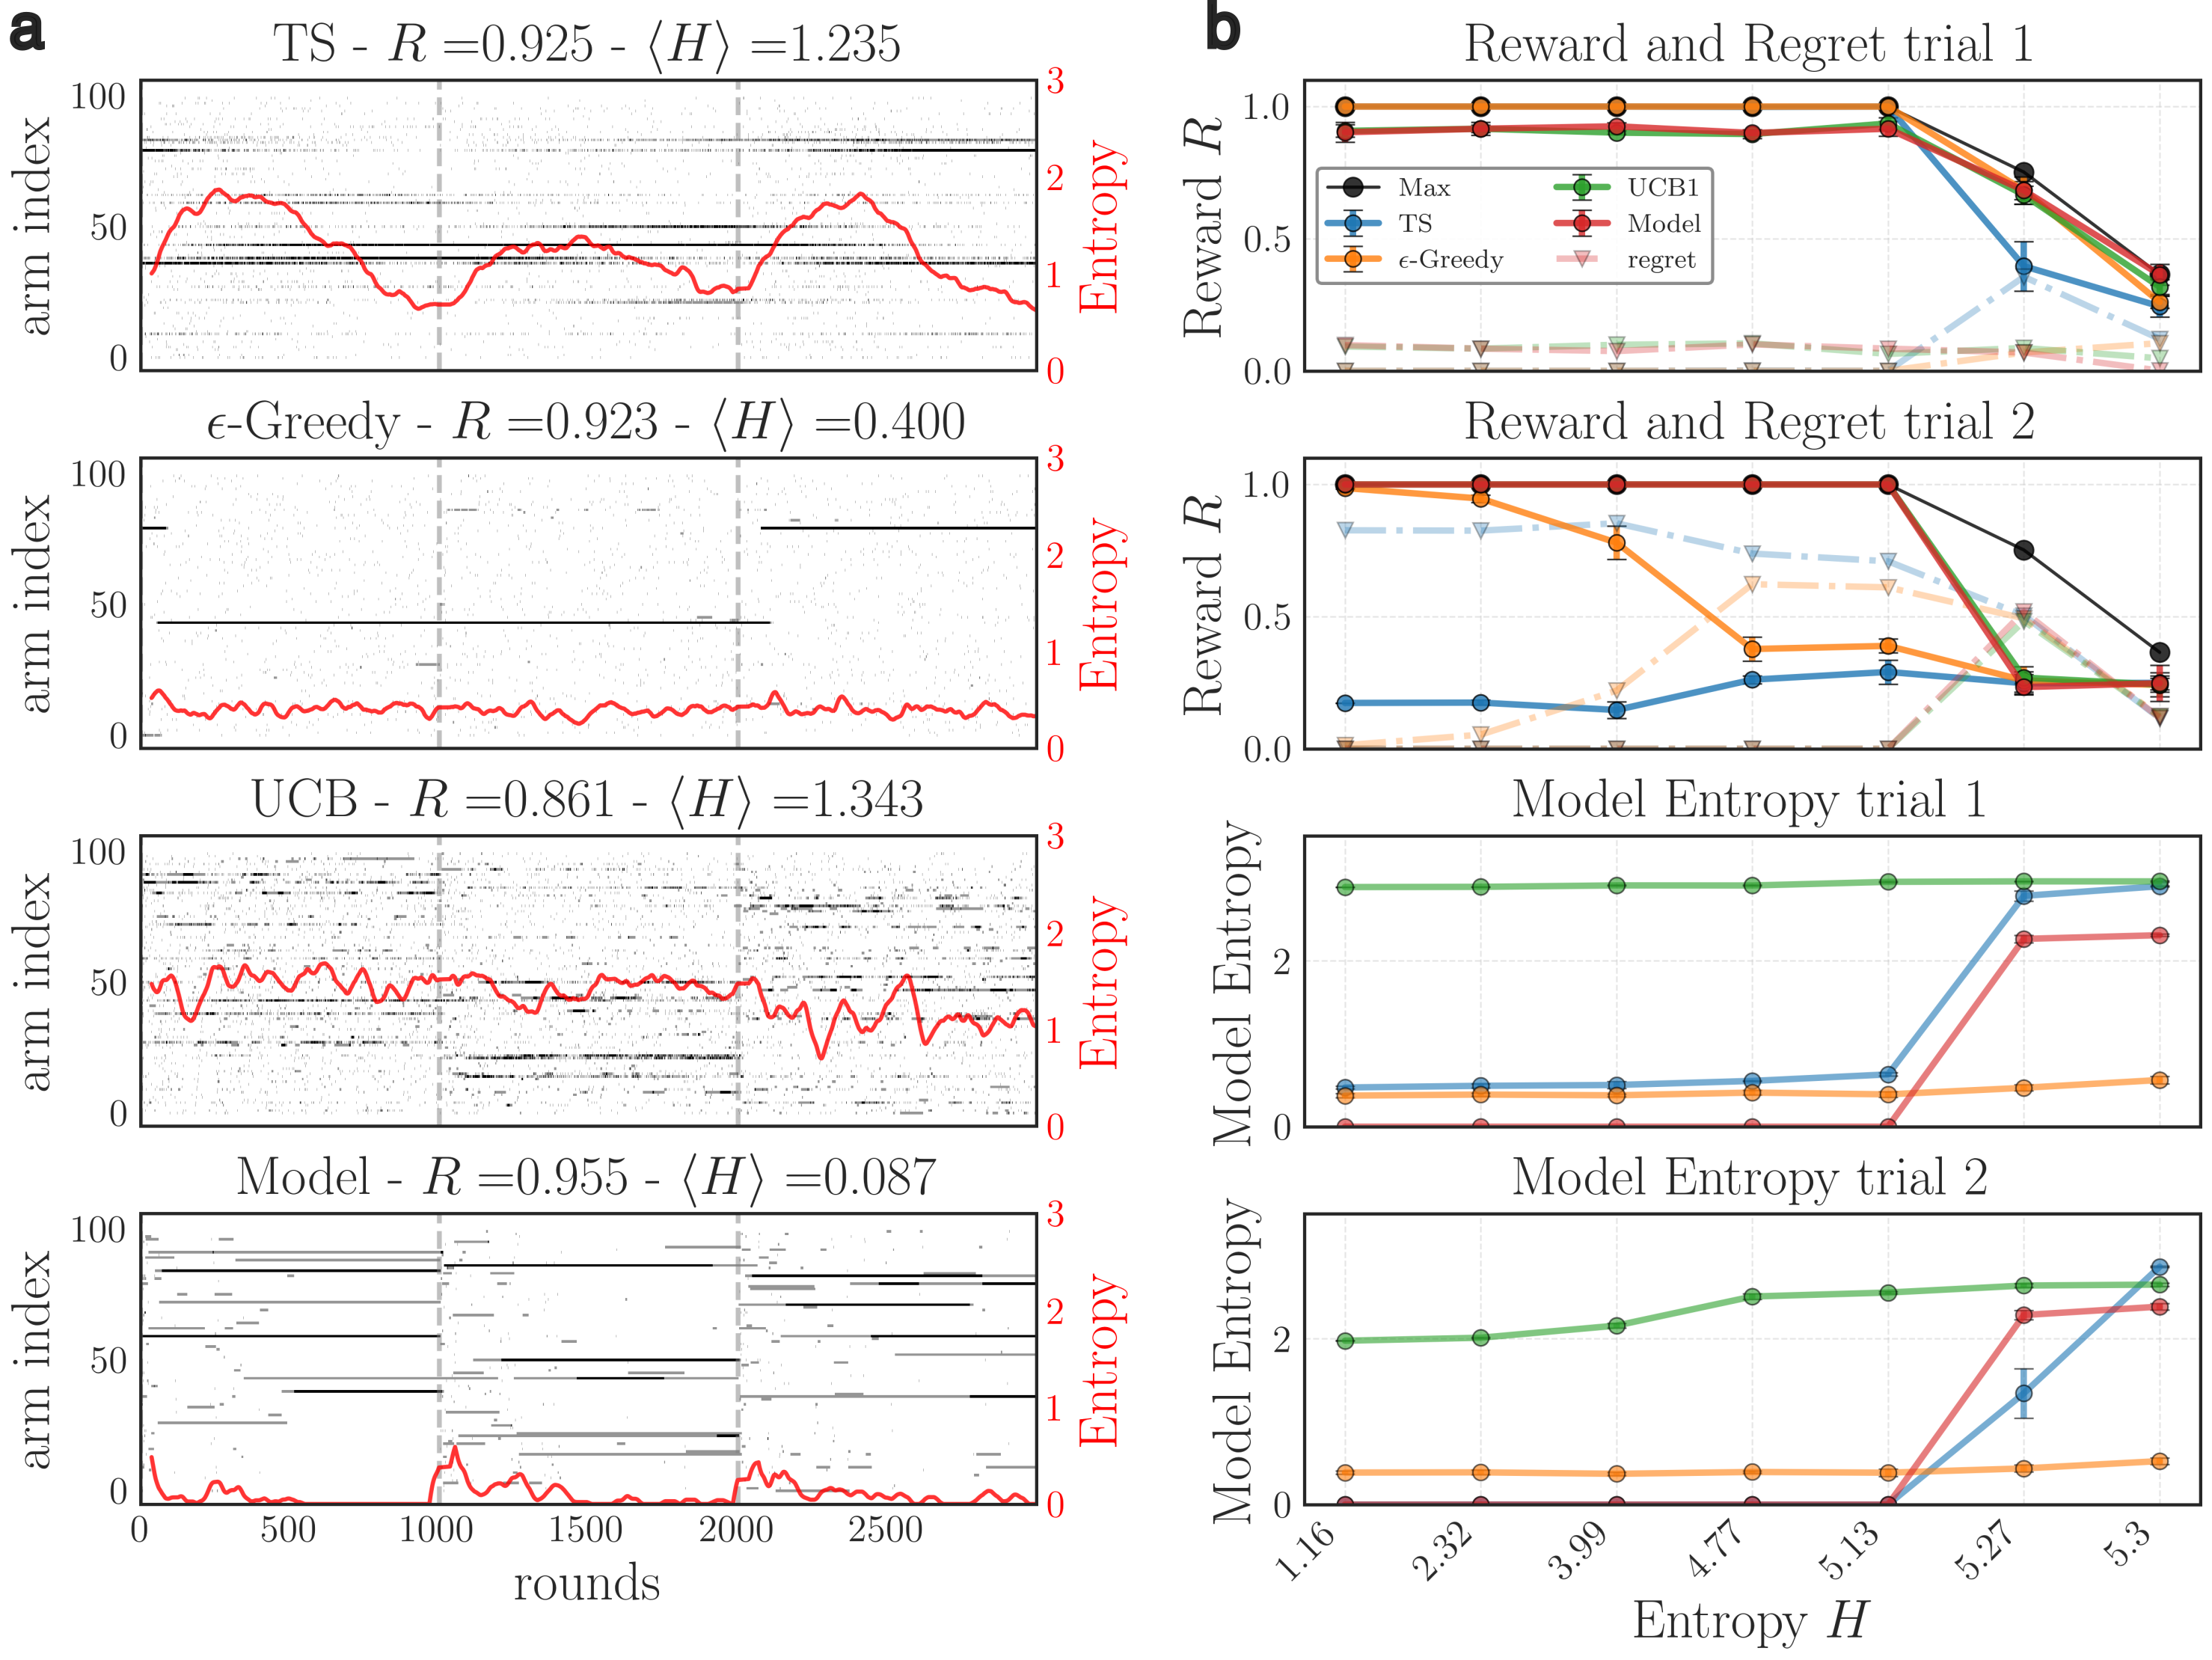 a
TS - R =0.925 - ⟨H⟩ =1.235
100
50
0
arm index
3
2
1
0
Entropy
ϵ-Greedy - R =0.923 - ⟨H⟩ =0.400
100
50
0
arm index
3
2
1
0
Entropy
UCB - R =0.861 - ⟨H⟩ =1.343
100
50
0
arm index
3
2
1
0
Entropy
Model - R =0.955 - ⟨H⟩ =0.087
100
50
0
arm index
3
2
1
0
Entropy
0 500 1000 1500 2000 2500
rounds
b
Reward and Regret trial 1
1.0
0.5
0.0
Reward R
Max
TS
ϵ-Greedy
UCB1
Model
regret
Reward and Regret trial 2
1.0
0.5
0.0
Reward R
Model Entropy trial 1
2
0
Model Entropy
Model Entropy trial 2
2
0
Model Entropy
1.16 2.32 3.99 4.77 5.13 5.27 5.3
Entropy H